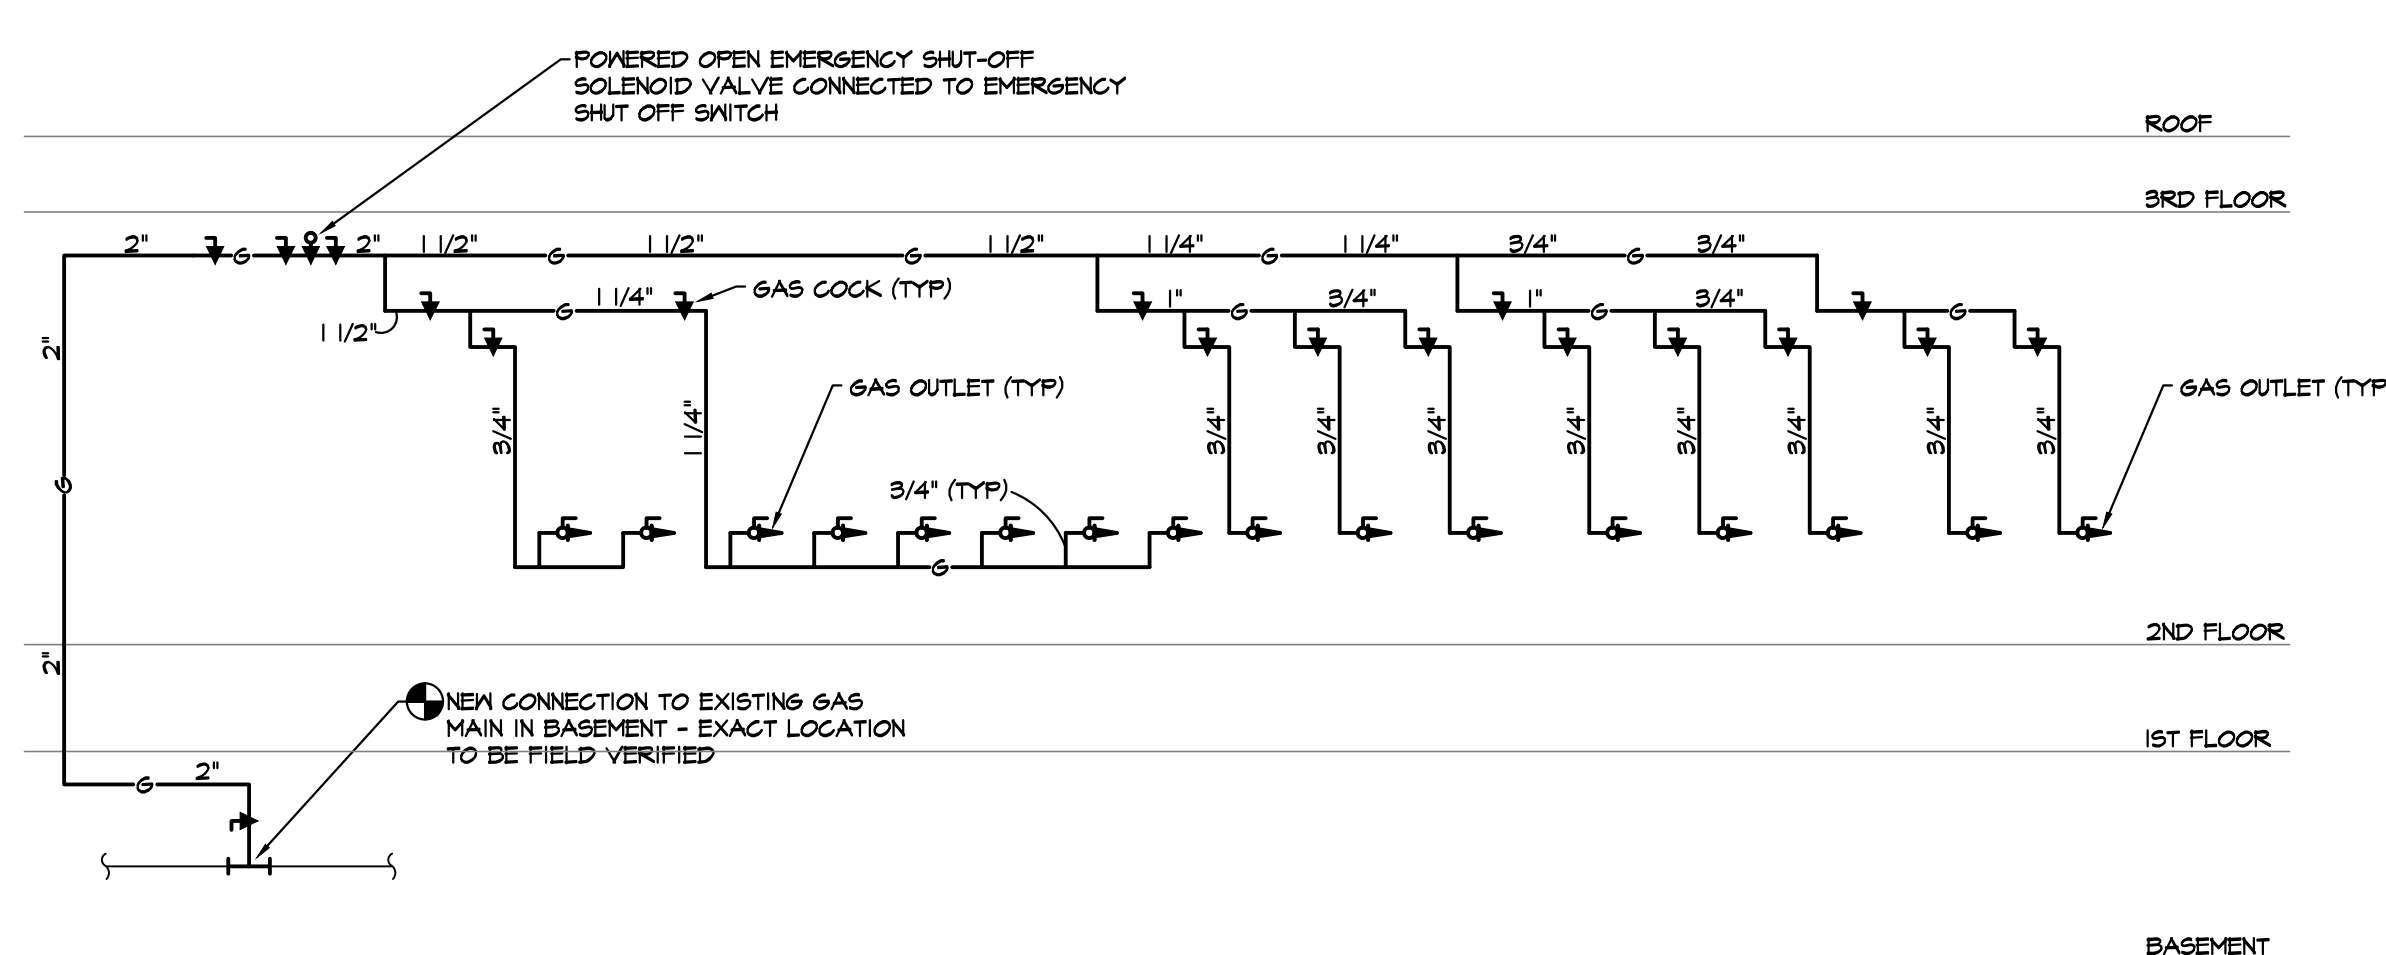 POWERED OPEN EMERGENCY SHUT-OFF
SOLENOID VALVE CONNECTED TO EMERGENCY
SHUT OFF SWITCH
ROOF
3RD FLOOR
2" G 2" 1 1/2" G 1 1/2" G 1 1/2" 1 1/4" G 1 1/4" 3/4" G 3/4"
GAS COCK (TYP)
G 1 1/4" 1" G 3/4" 1" G 3/4" G
1 1/2"
2"
GAS OUTLET (TYP)
GAS OUTLET (TYP
3/4" 1 1/4" 3/4" 3/4" 3/4" 3/4" 3/4" 3/4" 3/4" 3/4"
G
3/4" (TYP)
G
2ND FLOOR
2"
NEW CONNECTION TO EXISTING GAS
MAIN IN BASEMENT - EXACT LOCATION
TO BE FIELD VERIFIED
1ST FLOOR
G 2"
BASEMENT